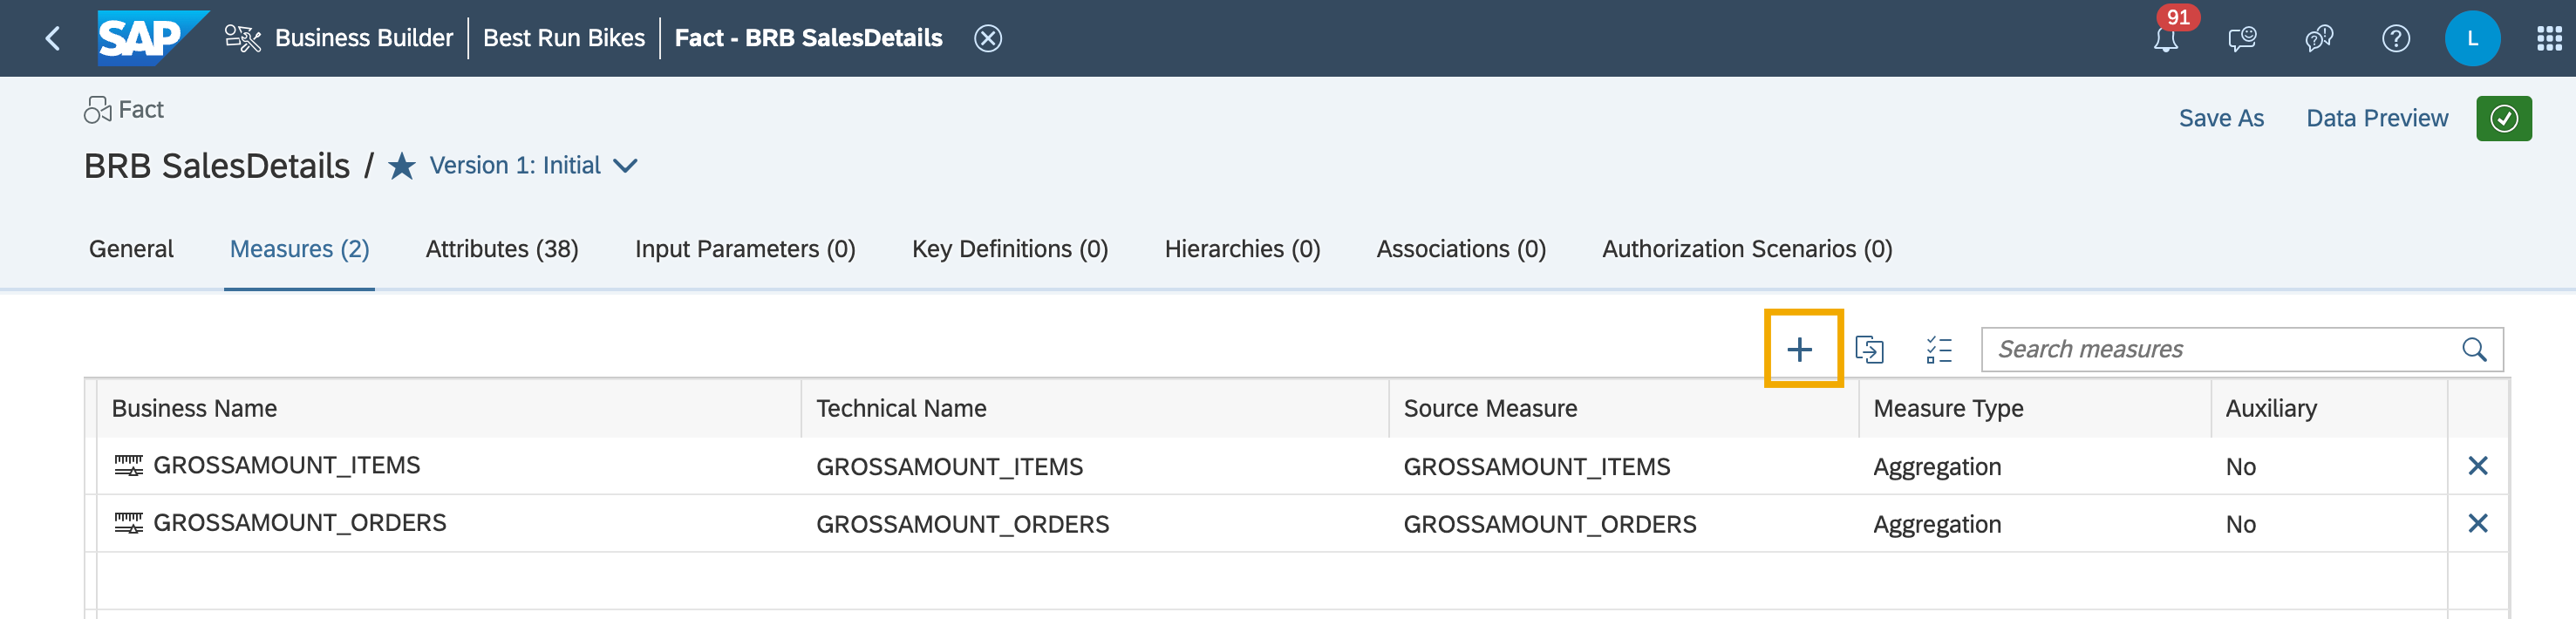 SAP Business Builder Best Run Bikes Fact - BRB SalesDetails 91 L
Fact
Save As Data Preview
BRB SalesDetails / Version 1: Initial
General Measures (2) Attributes (38) Input Parameters (0) Key Definitions (0) Hierarchies (0) Associations (0) Authorization Scenarios (0)
Search measures
Business Name Technical Name Source Measure Measure Type Auxiliary
GROSSAMOUNT_ITEMS GROSSAMOUNT_ITEMS GROSSAMOUNT_ITEMS Aggregation No
GROSSAMOUNT_ORDERS GROSSAMOUNT_ORDERS GROSSAMOUNT_ORDERS Aggregation No